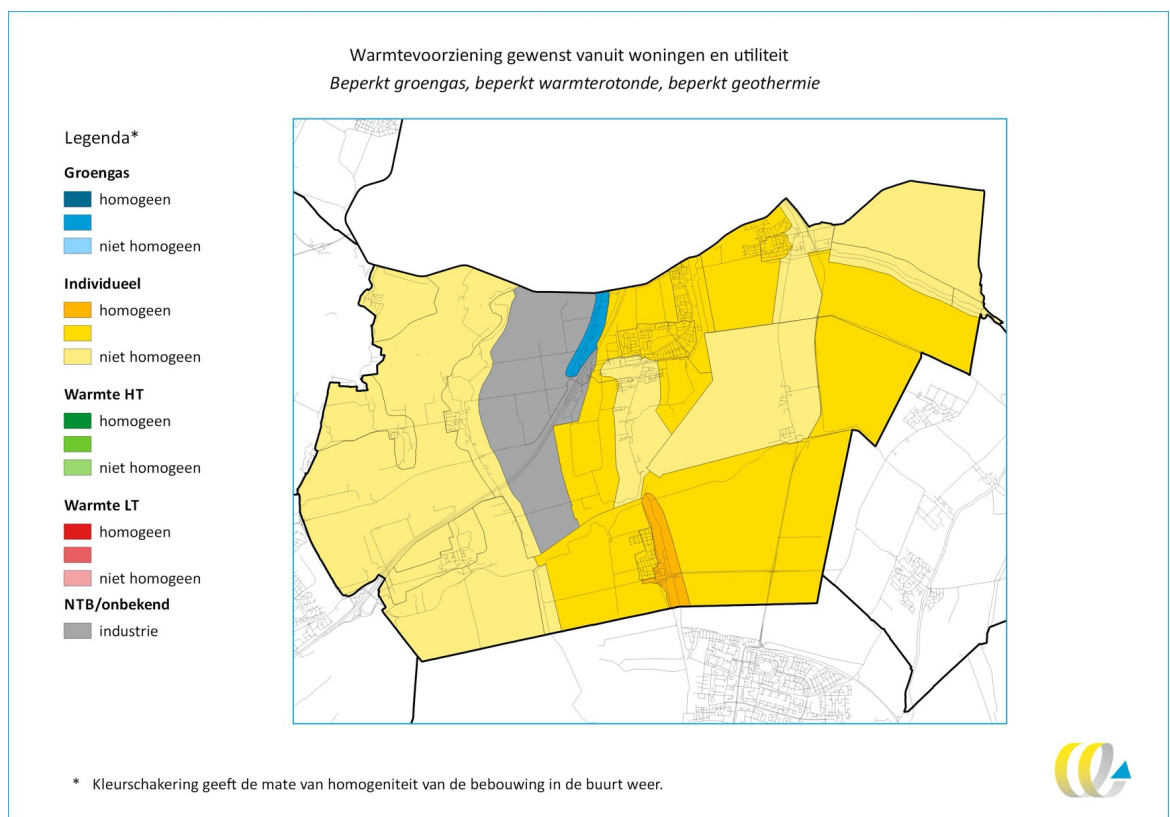 Warmtevoorziening gewenst vanuit woningen en utiliteit
Beperkt groengas, beperkt warmterotonde, beperkt geothermie
Legenda*
Groengas
homogeen
niet homogeen
Individueel
homogeen
niet homogeen
Warmte HT
homogeen
niet homogeen
Warmte LT
homogeen
niet homogeen
NTB/onbekend
industrie
* Kleurschakering geeft de mate van homogeniteit van de bebouwing in de buurt weer.